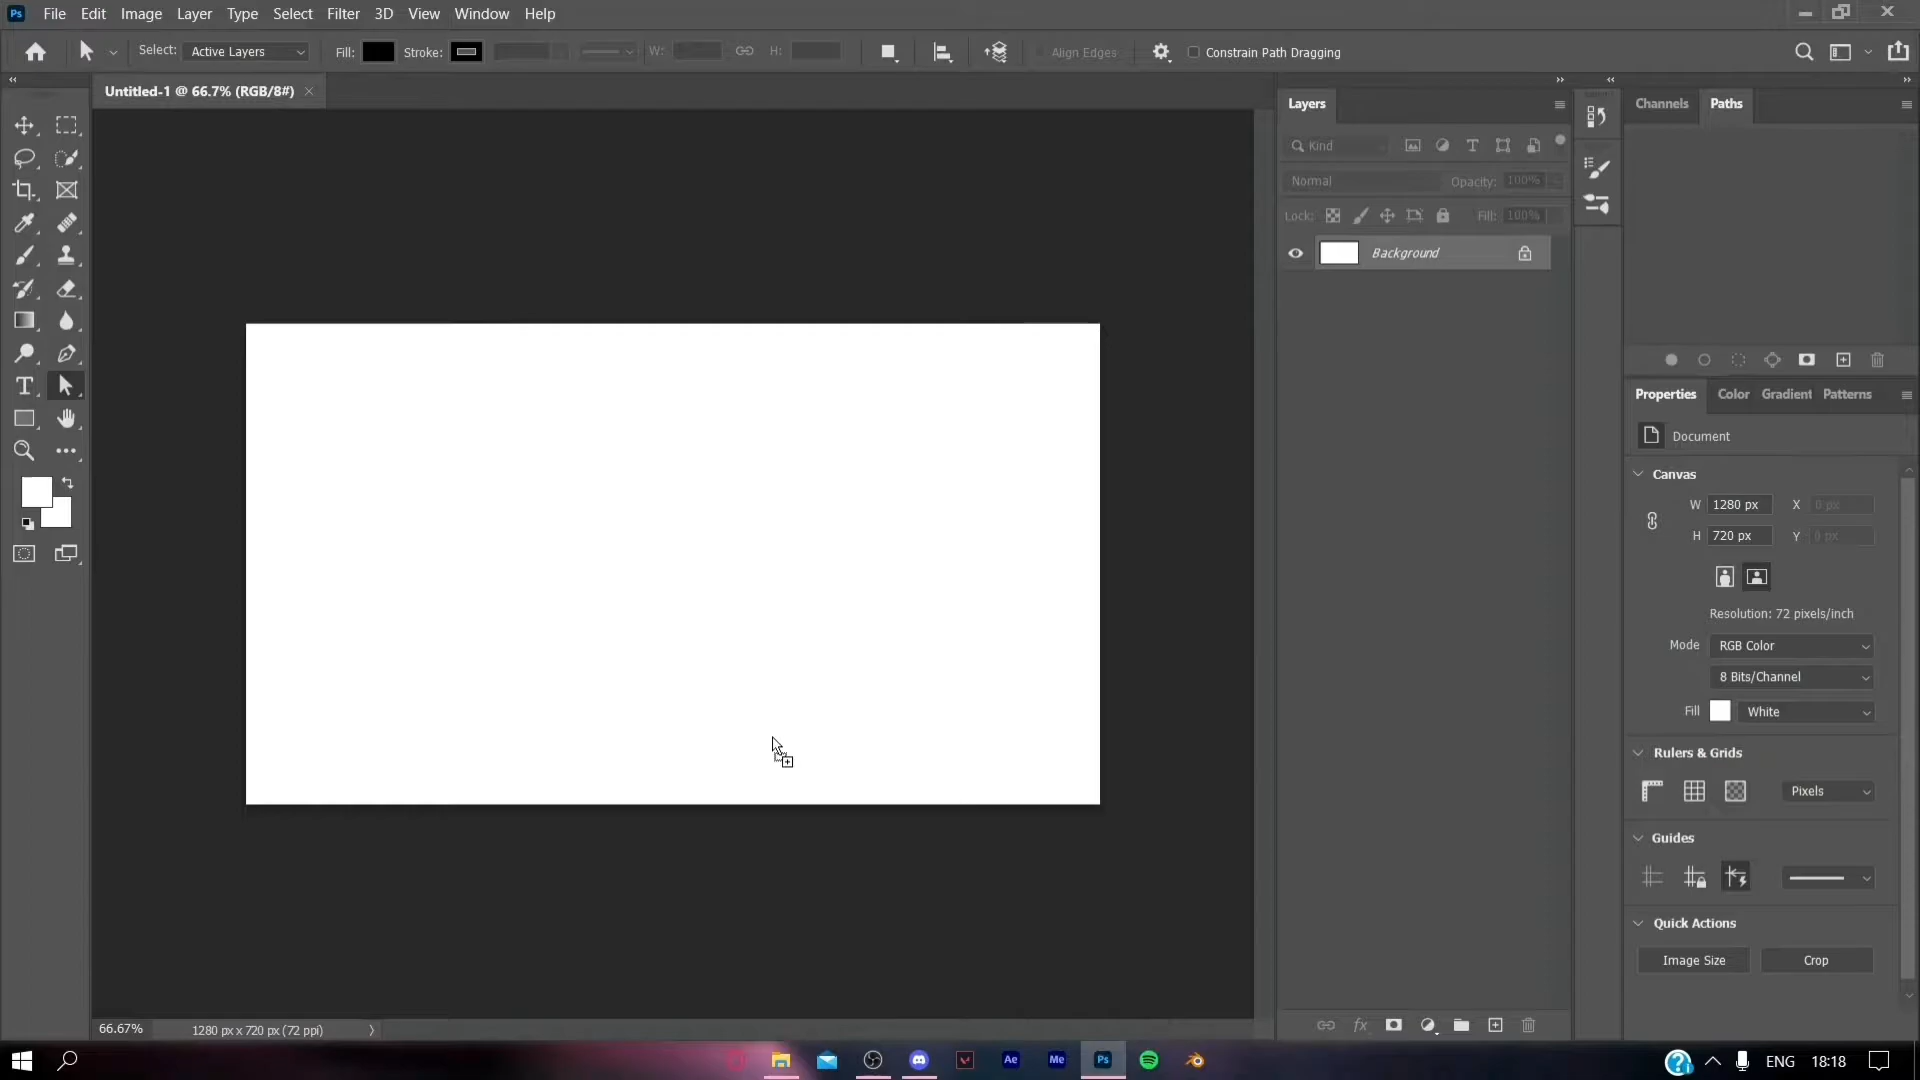 Ps File Edit Image Layer Type Select Filter 3D View Window Help
Select: Active Layers Fill: Stroke: W: H: Align Edges Constrain Path Dragging
Untitled-1 @ 66.7% (RGB/8#)
Layers
Kind
Normal Opacity: 100%
Lock: Fill: 100%
Background
Channels Paths
Properties Color Gradient Patterns
Document
Canvas
W 1280 px X 0 px
H 720 px Y 0 px
Resolution: 72 pixels/inch
Mode RGB Color
8 Bits/Channel
Fill White
Rulers & Grids
Pixels
Guides
Quick Actions
Image Size Crop
66.67% 1280 px x 720 px (72 ppi)
Ae Me Ps ENG 18:18